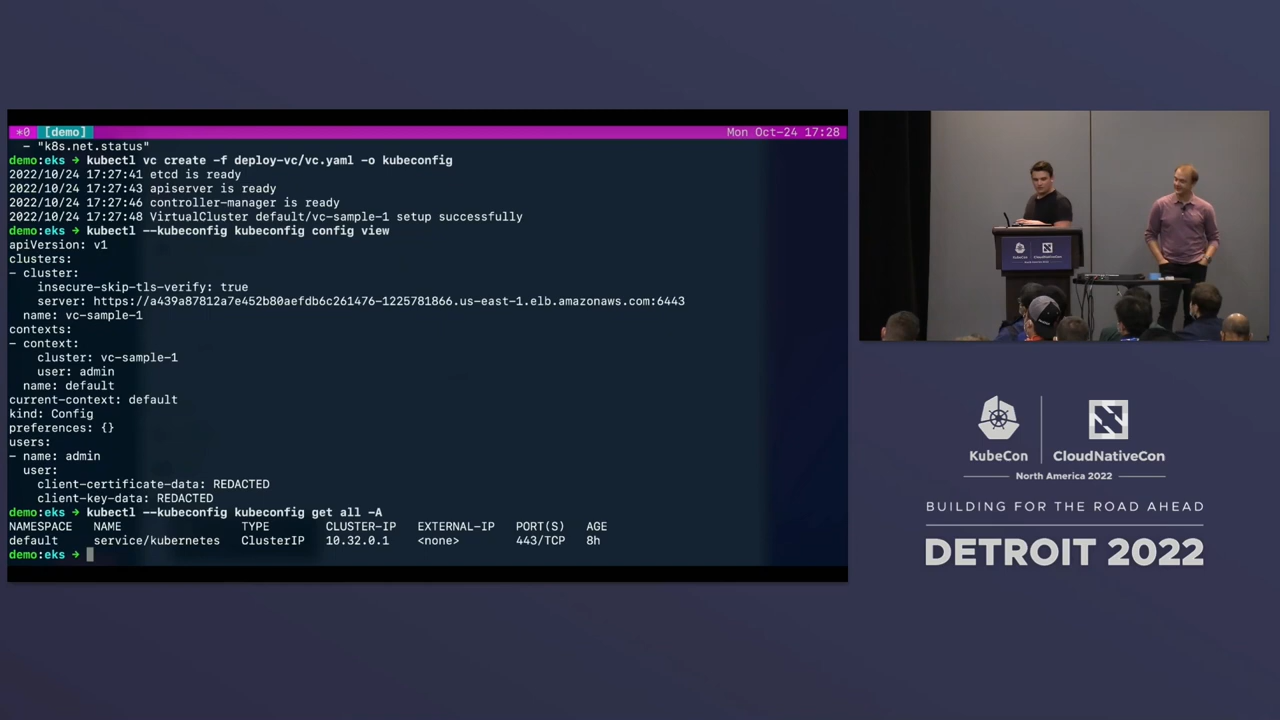 *0 [demo] Mon Oct-24 17:28
- "k8s.net.status"
demo:eks → kubectl vc create -f deploy-vc/vc.yaml -o kubeconfig
2022/10/24 17:27:41 etcd is ready
2022/10/24 17:27:43 apiserver is ready
2022/10/24 17:27:46 controller-manager is ready
2022/10/24 17:27:48 VirtualCluster default/vc-sample-1 setup successfully
demo:eks → kubectl --kubeconfig kubeconfig config view
apiVersion: v1
clusters:
- cluster:
    insecure-skip-tls-verify: true
    server: https://a439a87812a7e452b80aefdb6c261476-1225781866.us-east-1.elb.amazonaws.com:6443
  name: vc-sample-1
contexts:
- context:
    cluster: vc-sample-1
    user: admin
  name: default
current-context: default
kind: Config
preferences: {}
users:
- name: admin
  user:
    client-certificate-data: REDACTED
    client-key-data: REDACTED
demo:eks → kubectl --kubeconfig kubeconfig get all -A
NAMESPACE NAME TYPE CLUSTER-IP EXTERNAL-IP PORT(S) AGE
default service/kubernetes ClusterIP 10.32.0.1 <none> 443/TCP 8h
demo:eks →
KubeCon CloudNativeCon
KubeCon CloudNativeCon
North America 2022
BUILDING FOR THE ROAD AHEAD
DETROIT 2022